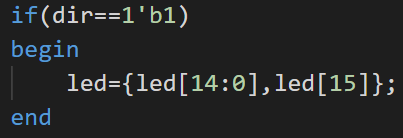 if(dir==1'b1)
begin
    led={led[14:0],led[15]};
end